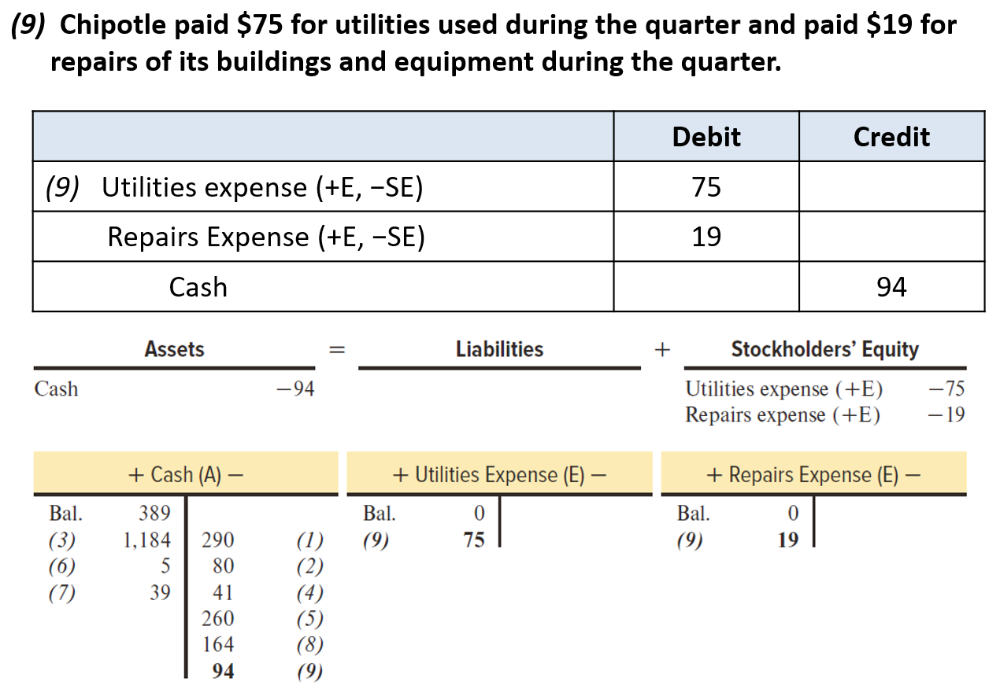 (9) Chipotle paid $75 for utilities used during the quarter and paid $19 for
repairs of its buildings and equipment during the quarter.
Debit Credit
(9) Utilities expense (+E, −SE) 75
Repairs Expense (+E, −SE) 19
Cash 94
Assets = Liabilities + Stockholders' Equity
Cash −94 Utilities expense (+E) −75
Repairs expense (+E) −19
+ Cash (A) − + Utilities Expense (E) − + Repairs Expense (E) −
Bal. 389 Bal. 0 Bal. 0
(3) 1,184 290 (1) (9) 75 (9) 19
(6) 5 80 (2)
(7) 39 41 (4)
260 (5)
164 (8)
94 (9)